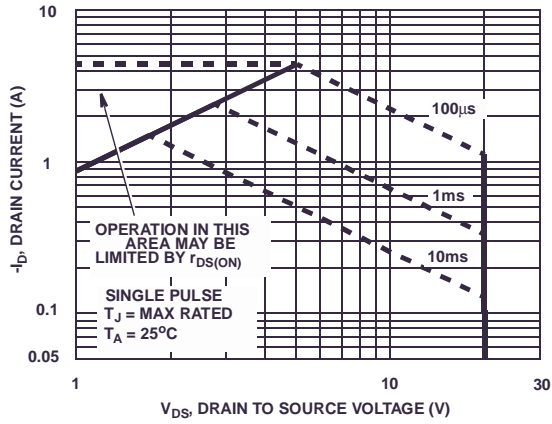 10
1
0.1
0.05
-I_D, DRAIN CURRENT (A)
100μs
1ms
10ms
OPERATION IN THIS
AREA MAY BE
LIMITED BY r_DS(ON)
SINGLE PULSE
T_J = MAX RATED
T_A = 25°C
1
10
30
V_DS, DRAIN TO SOURCE VOLTAGE (V)